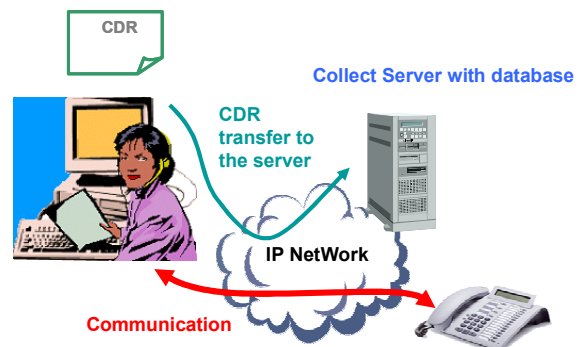 CDR
Collect Server with database
CDR
transfer to
the server
IP NetWork
Communication